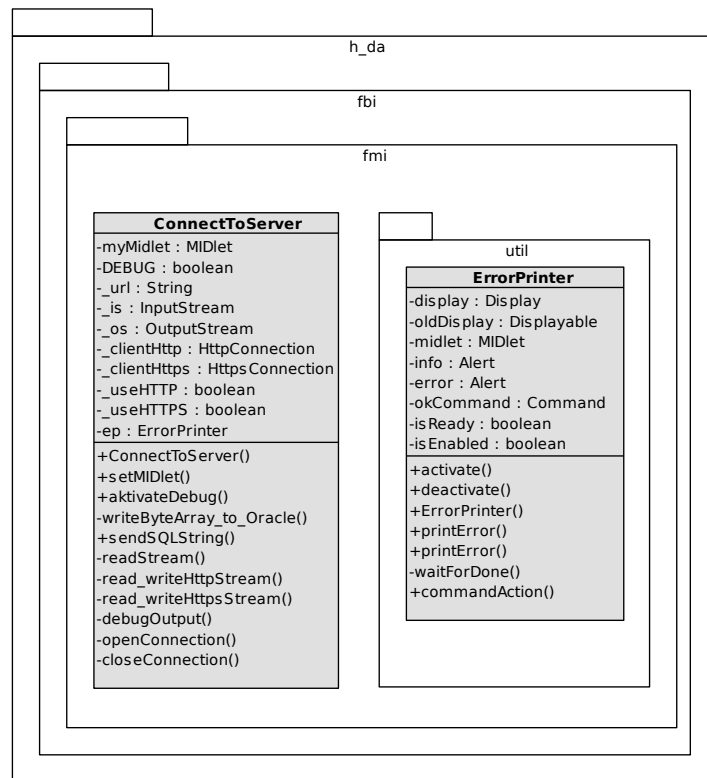 h_da
fbi
fmi
ConnectToServer
-myMidlet : MIDlet
-DEBUG : boolean
-_url : String
-_is : InputStream
-_os : OutputStream
-_clientHttp : HttpConnection
-_clientHttps : HttpsConnection
-_useHTTP : boolean
-_useHTTPS : boolean
-ep : ErrorPrinter
+ConnectToServer()
+setMIDlet()
+aktivateDebug()
-writeByteArray_to_Oracle()
+sendSQLString()
-readStream()
-read_writeHttpStream()
-read_writeHttpsStream()
-debugOutput()
-openConnection()
-closeConnection()
util
ErrorPrinter
-display : Display
-oldDisplay : Displayable
-midlet : MIDlet
-info : Alert
-error : Alert
-okCommand : Command
-isReady : boolean
-isEnabled : boolean
+activate()
+deactivate()
+ErrorPrinter()
+printError()
+printError()
-waitForDone()
+commandAction()